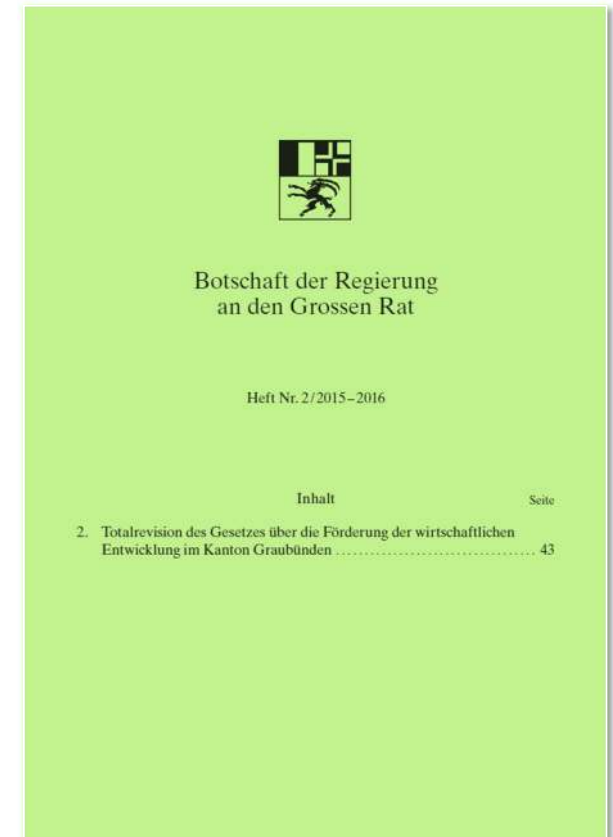 Botschaft der Regierung
an den Grossen Rat
Heft Nr. 2/2015–2016
Inhalt Seite
2. Totalrevision des Gesetzes über die Förderung der wirtschaftlichen
Entwicklung im Kanton Graubünden .................................. 43